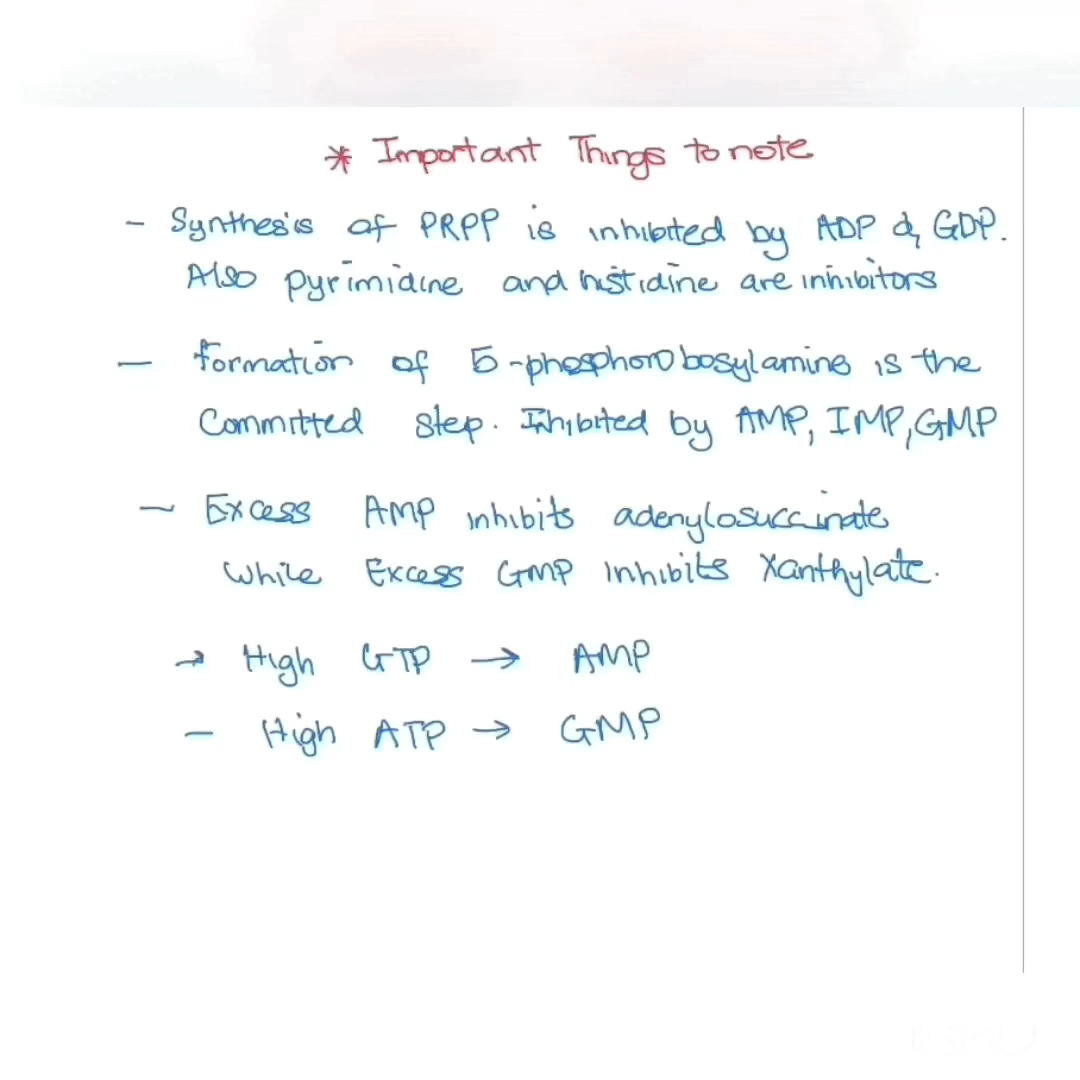 * Important Things to note
- Synthesis of PRPP is inhibited by ADP & GDP.
Also pyrimidine and histidine are inhibitors
- formation of 5-phosphoribosylamine is the
Committed step. Inhibited by AMP, IMP, GMP
- Excess AMP inhibits adenylosuccinate
while Excess GMP inhibits Xanthylate.
→ High GTP → AMP
- High ATP → GMP